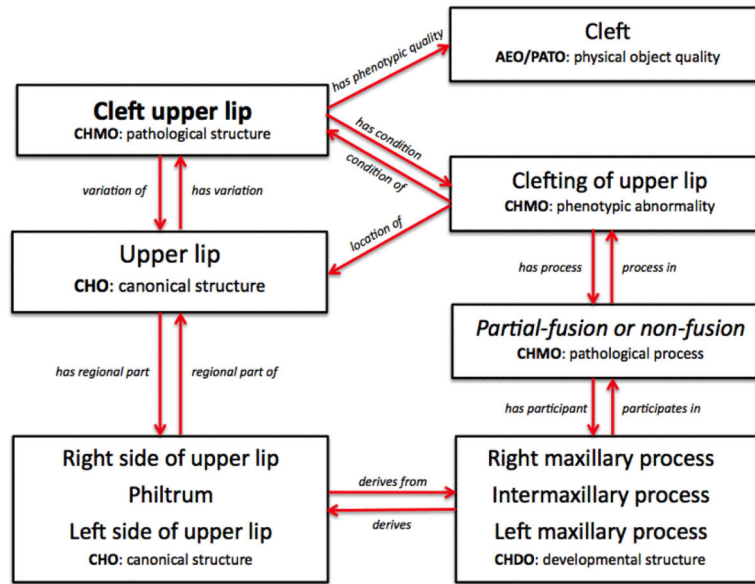 Cleft
AEO/PATO: physical object quality
has phenotypic quality
Cleft upper lip
CHMO: pathological structure
has condition
condition of
Clefting of upper lip
CHMO: phenotypic abnormality
variation of
has variation
location of
Upper lip
CHO: canonical structure
has process
process in
Partial-fusion or non-fusion
CHMO: pathological process
has regional part
regional part of
has participant
participates in
Right side of upper lip
Philtrum
Left side of upper lip
CHO: canonical structure
derives from
derives
Right maxillary process
Intermaxillary process
Left maxillary process
CHDO: developmental structure